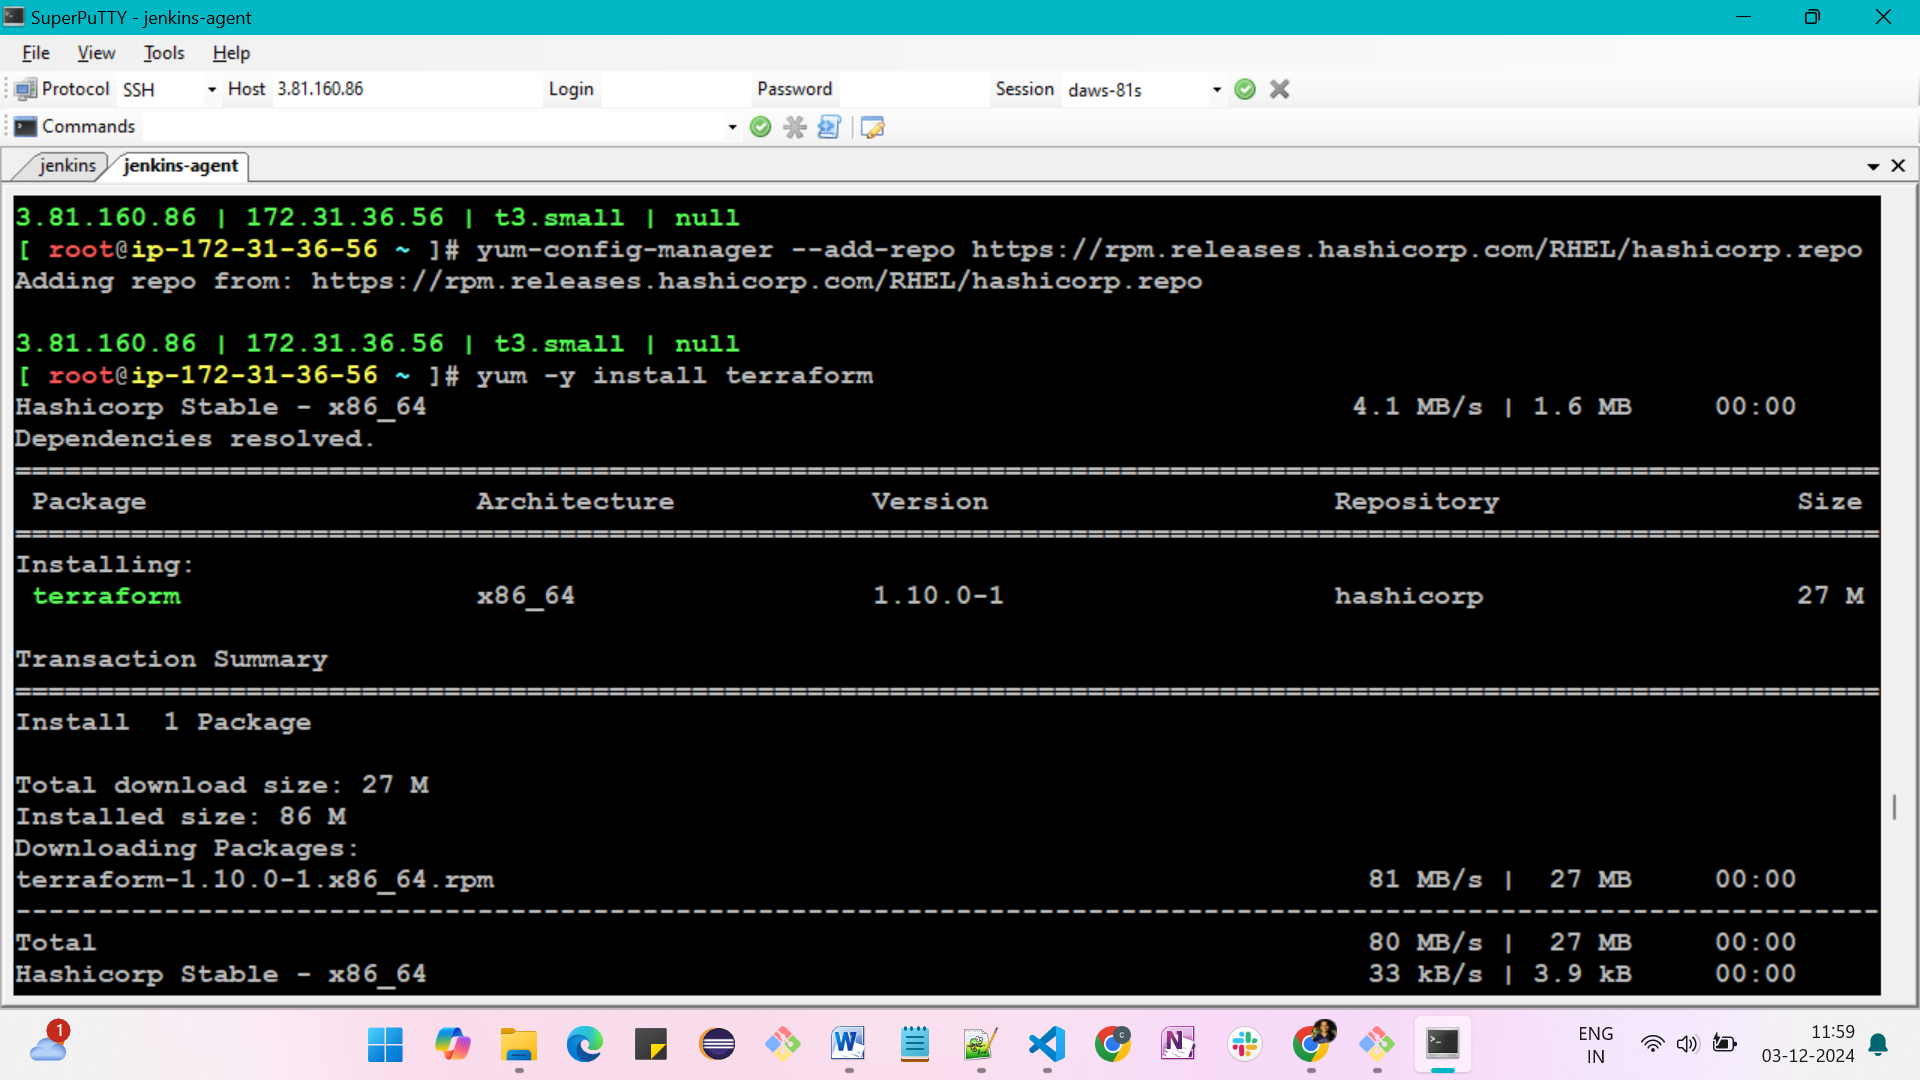 SuperPuTTY - jenkins-agent
File View Tools Help
Protocol SSH Host 3.81.160.86 Login Password Session daws-81s
Commands
jenkins jenkins-agent
3.81.160.86 | 172.31.36.56 | t3.small | null
[ root@ip-172-31-36-56 ~ ]# yum-config-manager --add-repo https://rpm.releases.hashicorp.com/RHEL/hashicorp.repo
Adding repo from: https://rpm.releases.hashicorp.com/RHEL/hashicorp.repo
3.81.160.86 | 172.31.36.56 | t3.small | null
[ root@ip-172-31-36-56 ~ ]# yum -y install terraform
Hashicorp Stable - x86_64 4.1 MB/s | 1.6 MB 00:00
Dependencies resolved.
================================================================================
Package Architecture Version Repository Size
================================================================================
Installing:
terraform x86_64 1.10.0-1 hashicorp 27 M
Transaction Summary
================================================================================
Install 1 Package
Total download size: 27 M
Installed size: 86 M
Downloading Packages:
terraform-1.10.0-1.x86_64.rpm 81 MB/s | 27 MB 00:00
--------------------------------------------------------------------------------
Total 80 MB/s | 27 MB 00:00
Hashicorp Stable - x86_64 33 kB/s | 3.9 kB 00:00
1
ENG
IN
11:59
03-12-2024